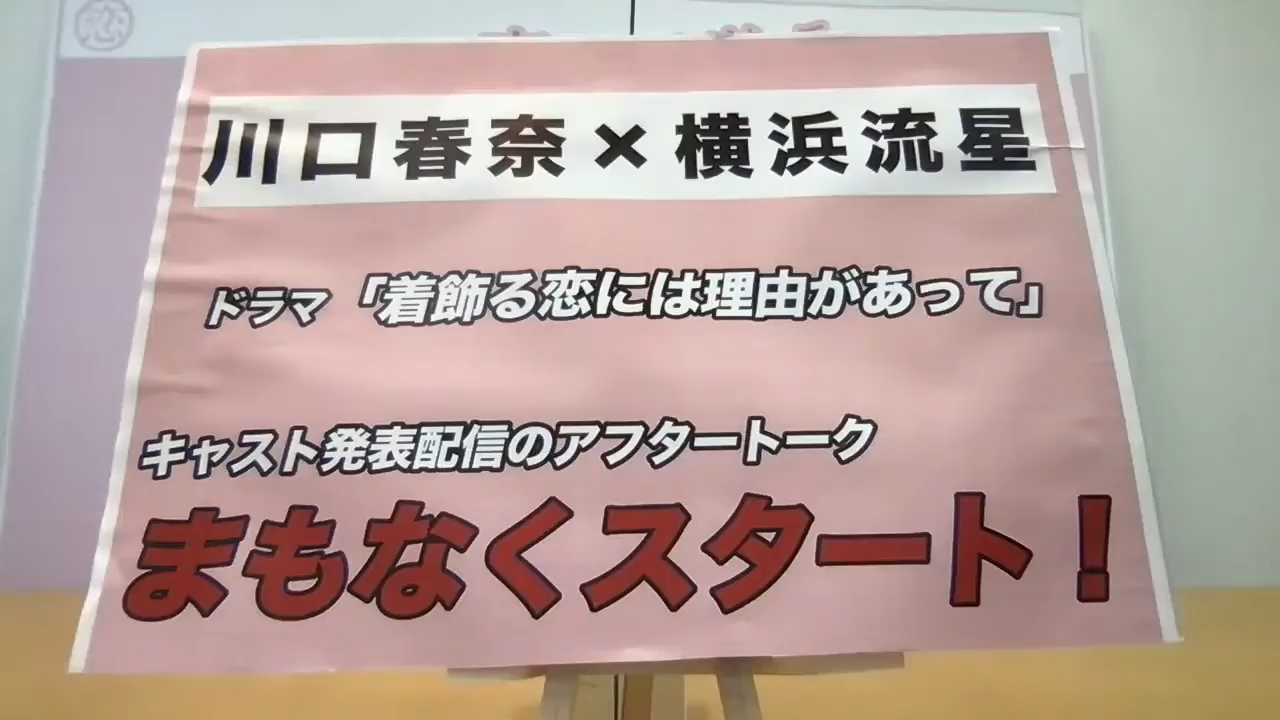 恋
川口春奈×横浜流星
ドラマ「着飾る恋には理由があって」
キャスト発表配信のアフタートーク
まもなくスタート！